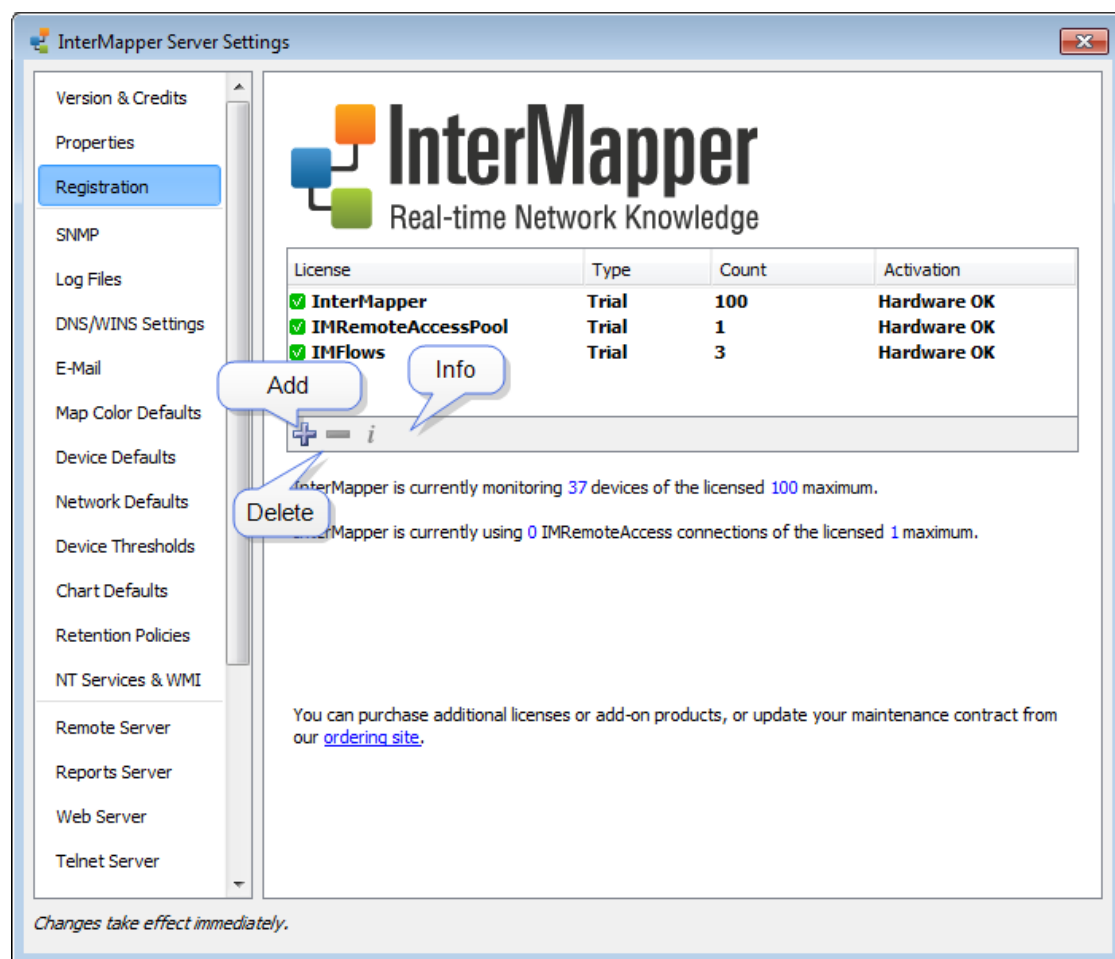 InterMapper Server Settings
Version & Credits
Properties
Registration
SNMP
Log Files
DNS/WINS Settings
E-Mail
Map Color Defaults
Device Defaults
Network Defaults
Device Thresholds
Chart Defaults
Retention Policies
NT Services & WMI
Remote Server
Reports Server
Web Server
Telnet Server
InterMapper
Real-time Network Knowledge
License Type Count Activation
InterMapper Trial 100 Hardware OK
IMRemoteAccessPool Trial 1 Hardware OK
IMFlows Trial 3 Hardware OK
Add
Info
i
Delete
InterMapper is currently monitoring 37 devices of the licensed 100 maximum.
InterMapper is currently using 0 IMRemoteAccess connections of the licensed 1 maximum.
You can purchase additional licenses or add-on products, or update your maintenance contract from
our ordering site.
Changes take effect immediately.